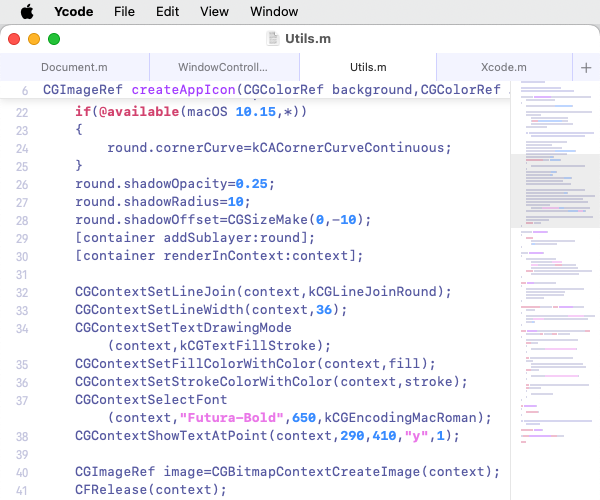 Ycode File Edit View Window
Utils.m
Document.m WindowControll... Utils.m Xcode.m +
6 CGImageRef createAppIcon(CGColorRef background,CGColorRef
22 if(@available(macOS 10.15,*))
23 {
24 round.cornerCurve=kCACornerCurveContinuous;
25 }
26 round.shadowOpacity=0.25;
27 round.shadowRadius=10;
28 round.shadowOffset=CGSizeMake(0,-10);
29 [container addSublayer:round];
30 [container renderInContext:context];
31
32 CGContextSetLineJoin(context,kCGLineJoinRound);
33 CGContextSetLineWidth(context,36);
34 CGContextSetTextDrawingMode
(context,kCGTextFillStroke);
35 CGContextSetFillColorWithColor(context,fill);
36 CGContextSetStrokeColorWithColor(context,stroke);
37 CGContextSelectFont
(context,"Futura-Bold",650,kCGEncodingMacRoman);
38 CGContextShowTextAtPoint(context,290,410,"y",1);
39
40 CGImageRef image=CGBitmapContextCreateImage(context);
41 CFRelease(context);